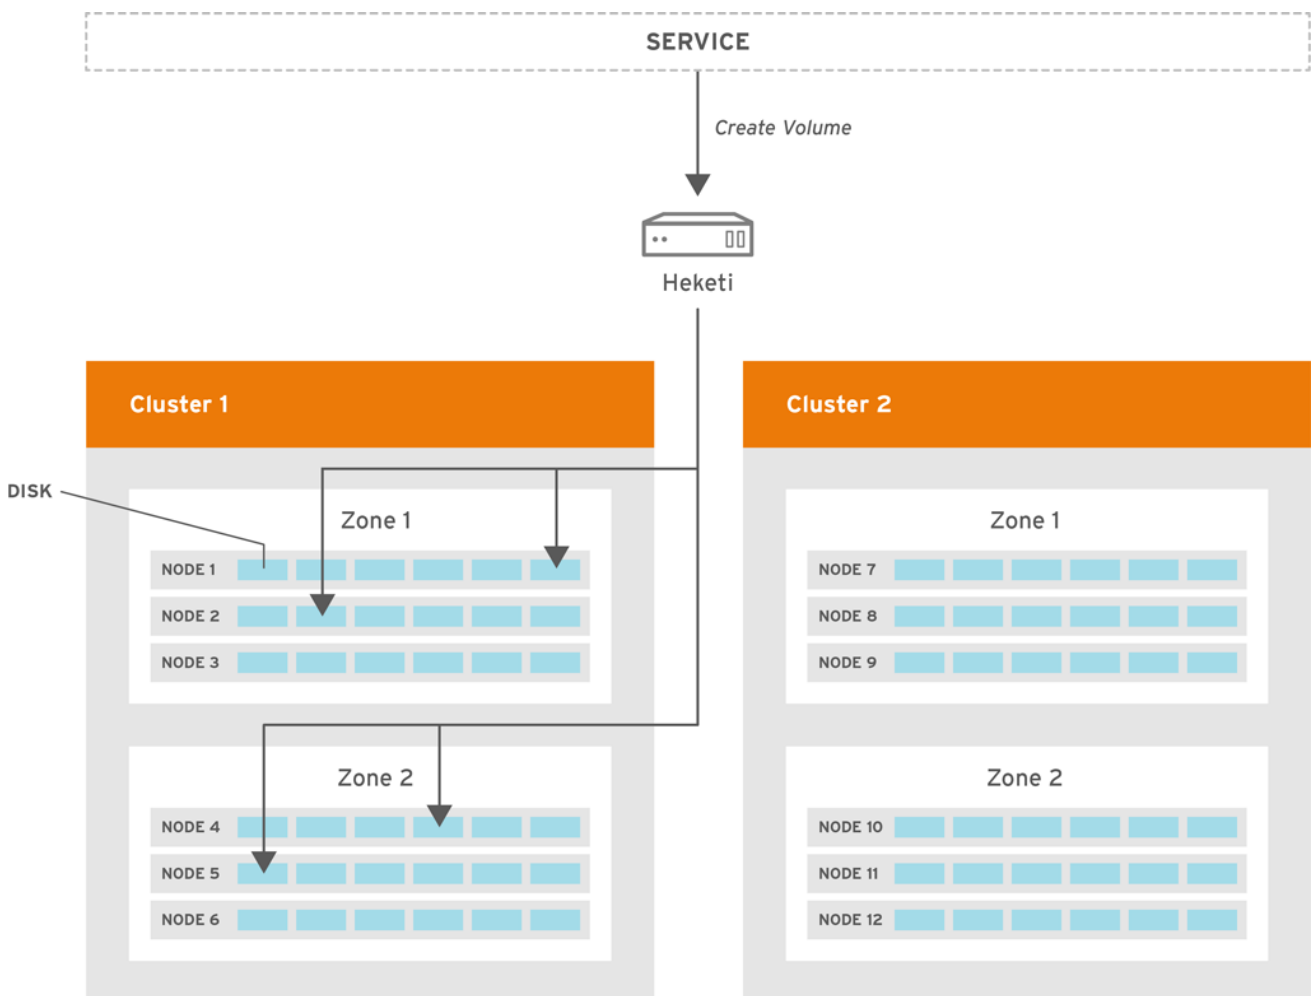 SERVICE
Create Volume
Heketi
Cluster 1
Cluster 2
DISK
Zone 1
NODE 1
NODE 2
NODE 3
Zone 2
NODE 4
NODE 5
NODE 6
Zone 1
NODE 7
NODE 8
NODE 9
Zone 2
NODE 10
NODE 11
NODE 12